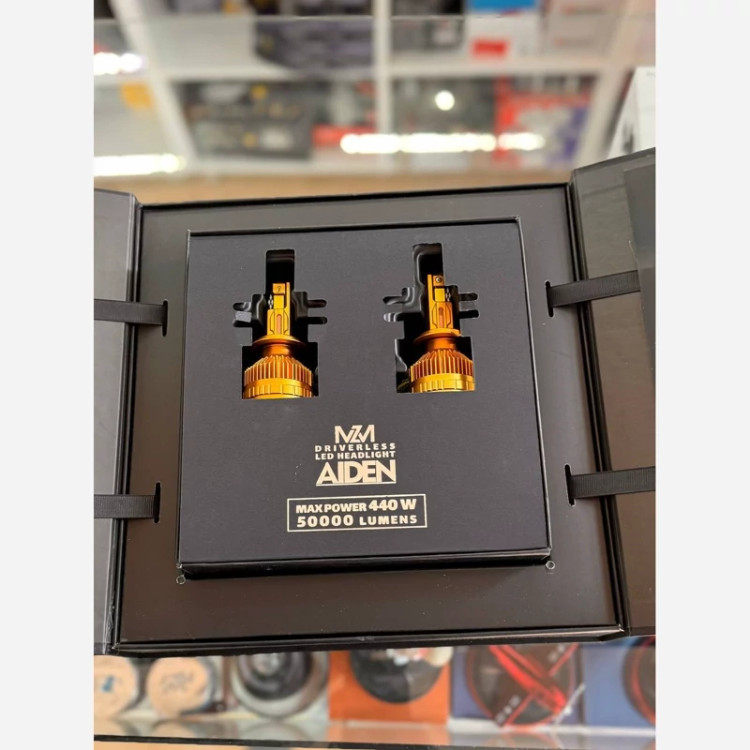 MZM
DRIVERLESS
LED HEADLIGHT
AIDEN
MAX POWER 440 W
50000 LUMENS